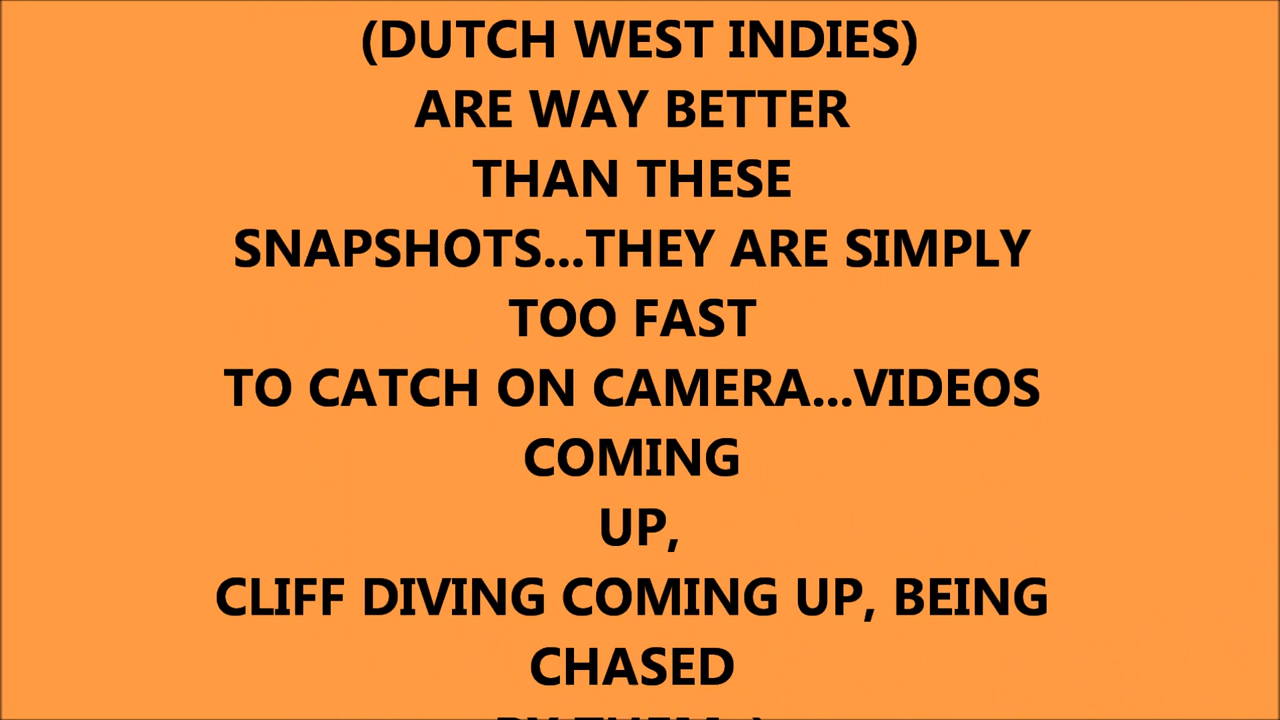 (DUTCH WEST INDIES)
ARE WAY BETTER
THAN THESE
SNAPSHOTS...THEY ARE SIMPLY
TOO FAST
TO CATCH ON CAMERA...VIDEOS
COMING
UP,
CLIFF DIVING COMING UP, BEING
CHASED